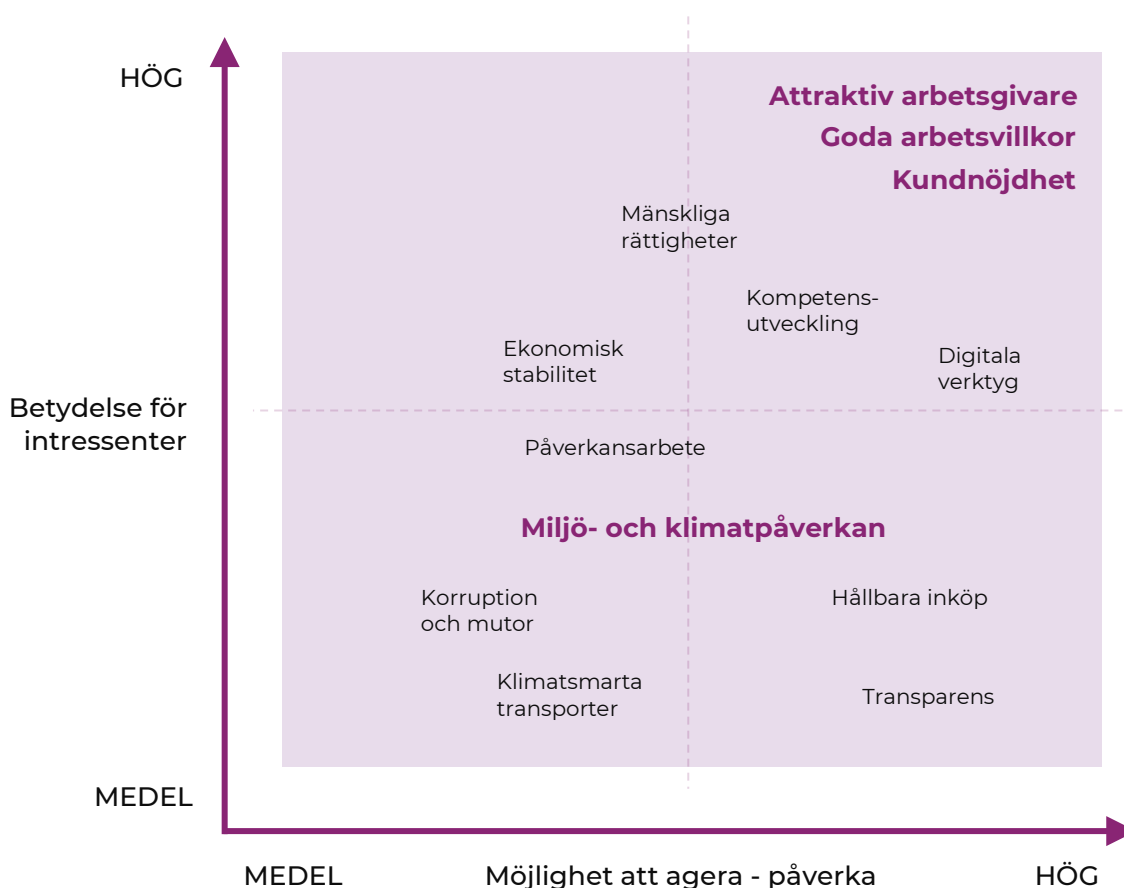 HÖG
Attraktiv arbetsgivare
Goda arbetsvillkor
Kundnöjdhet
Mänskliga
rättigheter
Kompetens-
utveckling
Ekonomisk
stabilitet
Digitala
verktyg
Betydelse för
intressenter
Påverkansarbete
Miljö- och klimatpåverkan
Korruption
och mutor
Hållbara inköp
Klimatsmarta
transporter
Transparens
MEDEL
MEDEL
Möjlighet att agera - påverka
HÖG